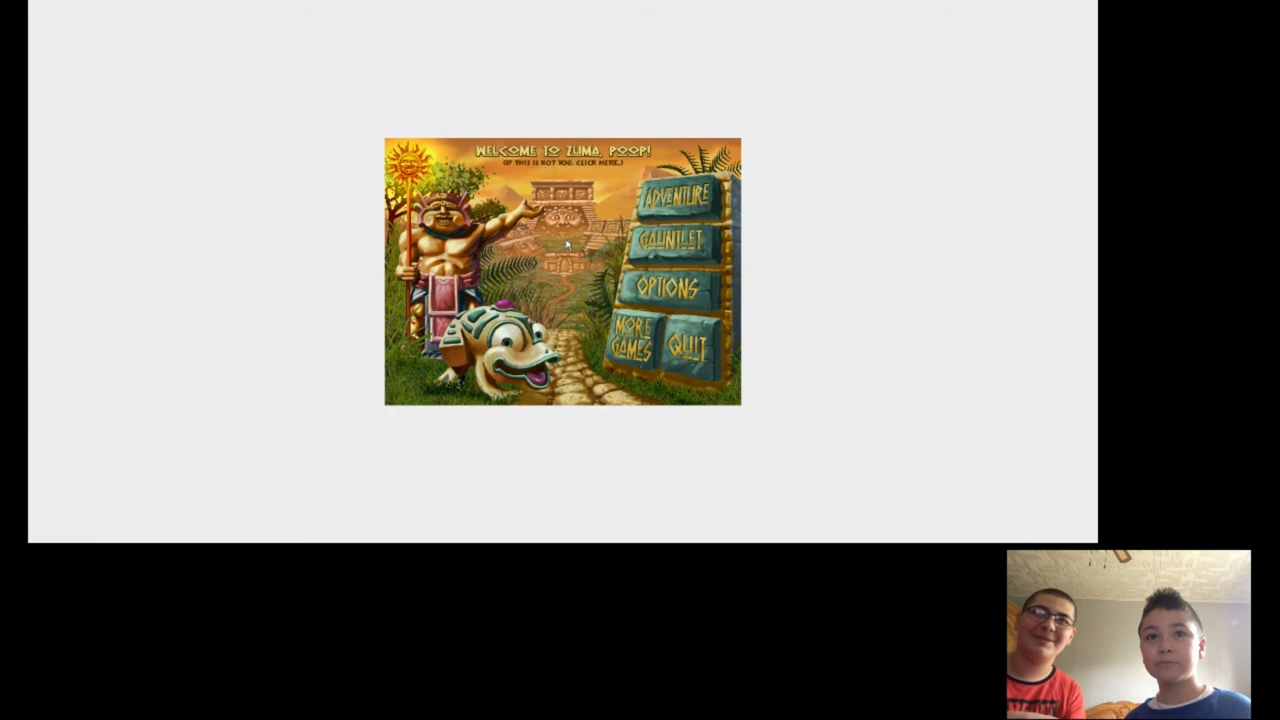 WELCOME TO ZUMA, POOP!
(IF THIS IS NOT YOU, CLICK HERE.)
ADVENTURE
GAUNTLET
OPTIONS
MORE
GAMES
QUIT